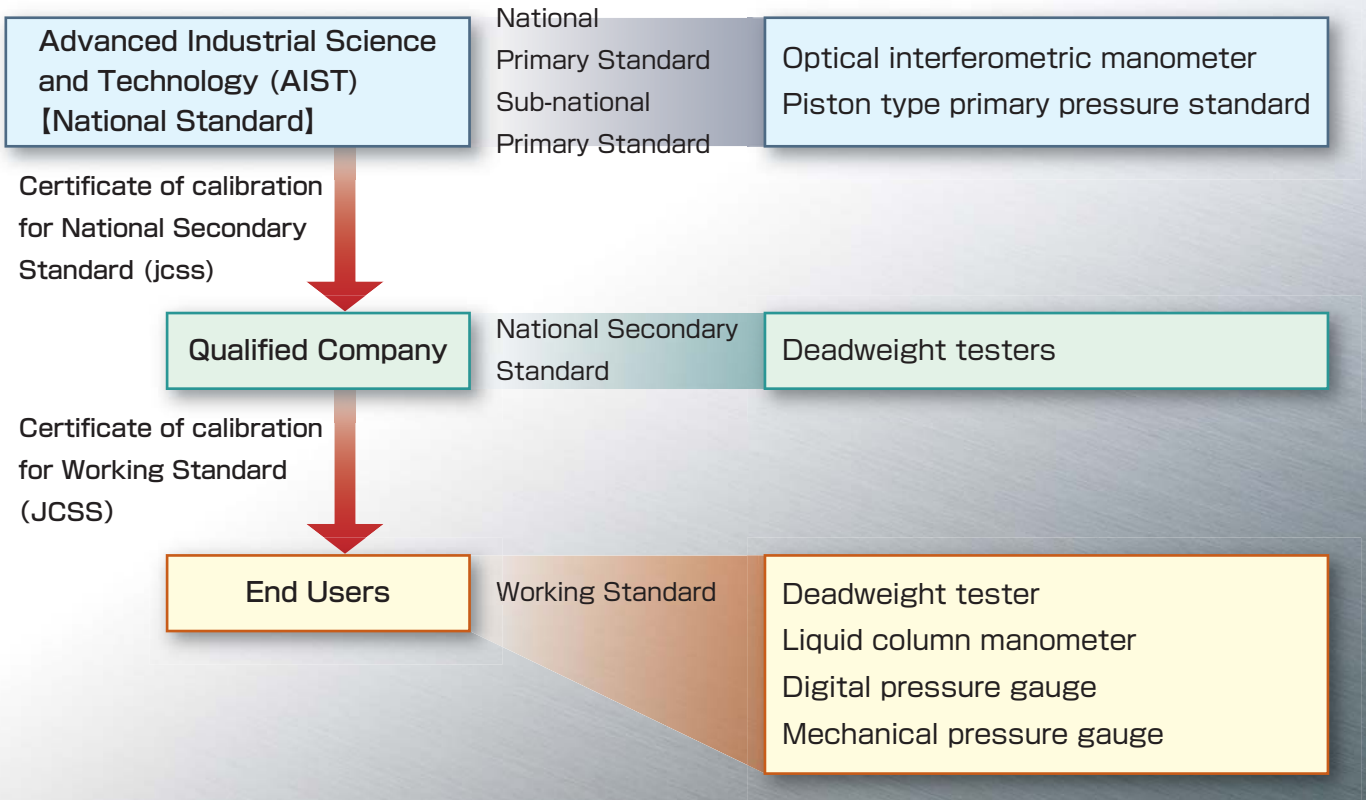 Advanced Industrial Science
and Technology (AIST)
【National Standard】
National
Primary Standard
Sub-national
Primary Standard
Optical interferometric manometer
Piston type primary pressure standard
Certificate of calibration
for National Secondary
Standard (jcss)
Qualified Company
National Secondary
Standard
Deadweight testers
Certificate of calibration
for Working Standard
(JCSS)
End Users
Working Standard
Deadweight tester
Liquid column manometer
Digital pressure gauge
Mechanical pressure gauge